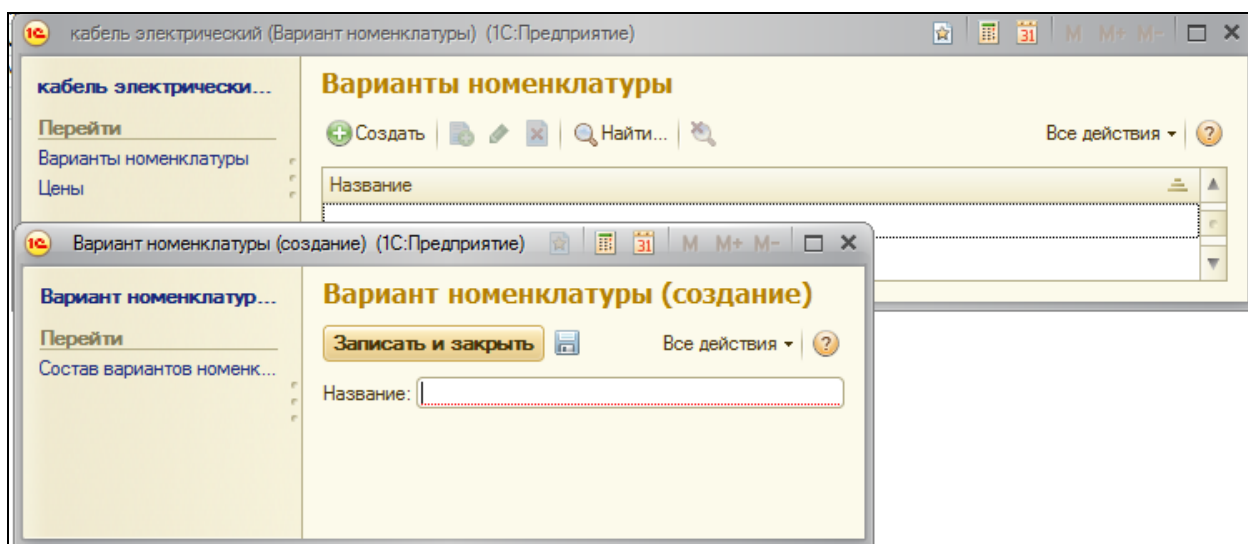 кабель электрический (Вариант номенклатуры) (1С:Предприятие)
31 M M+ M-
кабель электрически...
Перейти
Варианты номенклатуры
Цены
Варианты номенклатуры
Создать Найти... Все действия ?
Название
Вариант номенклатуры (создание) (1С:Предприятие) 31 M M+ M-
Вариант номенклатур...
Перейти
Состав вариантов номенк...
Вариант номенклатуры (создание)
Записать и закрыть Все действия ?
Название: